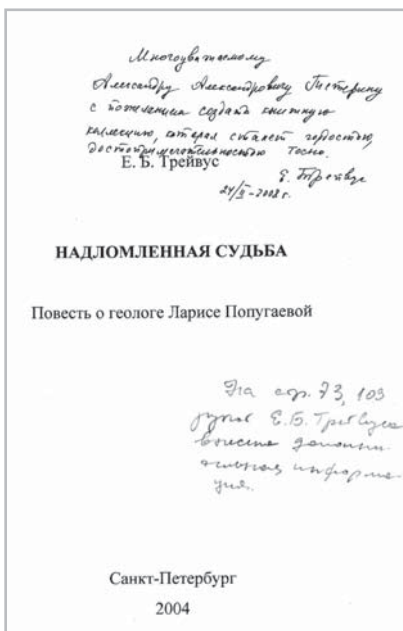 Многоуважаемому
Александру Александровичу Тестерину
с пожеланием создать книжную
коллекцию, которая станет гордостью,
достопримечательностью Тосно.
Е. Б. Трейвус
Е. Трейвус
24/X-2008 г.
НАДЛОМЛЕННАЯ СУДЬБА
Повесть о геологе Ларисе Попугаевой
На стр. 73, 103
рукой Е.Б. Трейвуса
внесена дополни
тельная информа-
ция.
Санкт-Петербург
2004